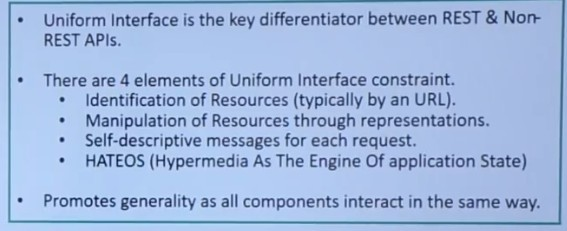 • Uniform Interface is the key differentiator between REST & Non-
REST APIs.
• There are 4 elements of Uniform Interface constraint.
• Identification of Resources (typically by an URL).
• Manipulation of Resources through representations.
• Self-descriptive messages for each request.
• HATEOS (Hypermedia As The Engine Of application State)
• Promotes generality as all components interact in the same way.